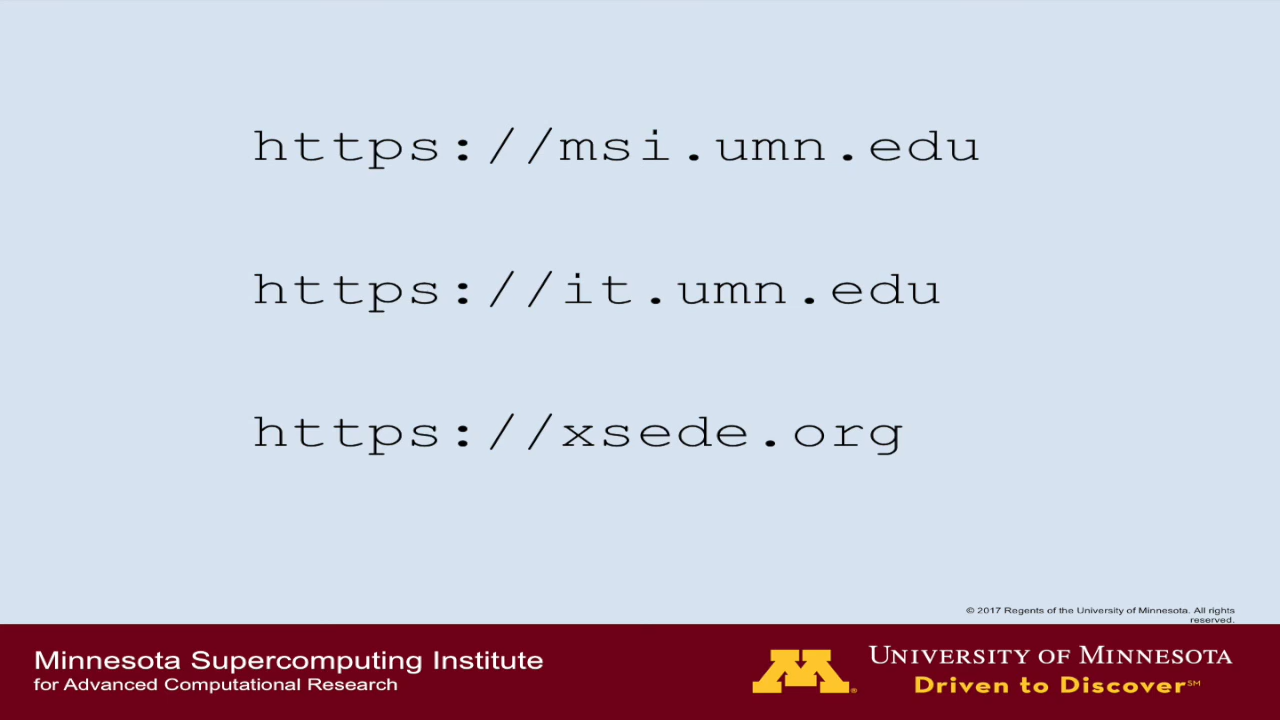 https://msi.umn.edu
https://it.umn.edu
https://xsede.org
© 2017 Regents of the University of Minnesota. All rights
reserved.
Minnesota Supercomputing Institute
for Advanced Computational Research
M®
UNIVERSITY OF MINNESOTA
Driven to Discover℠